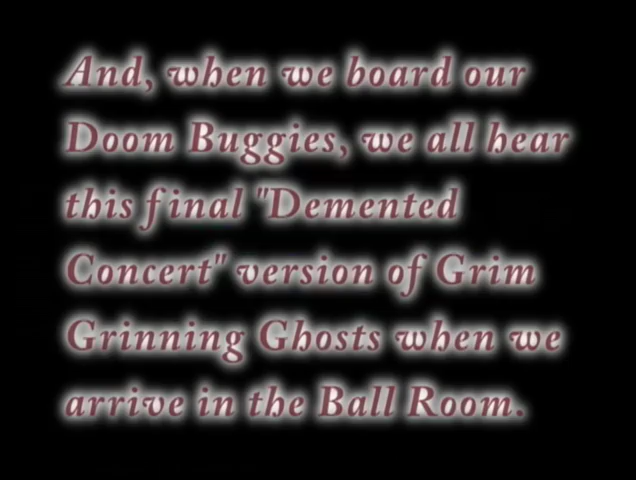 And, when we board our
Doom Buggies, we all hear
this final "Demented
Concert" version of Grim
Grinning Ghosts when we
arrive in the Ball Room.